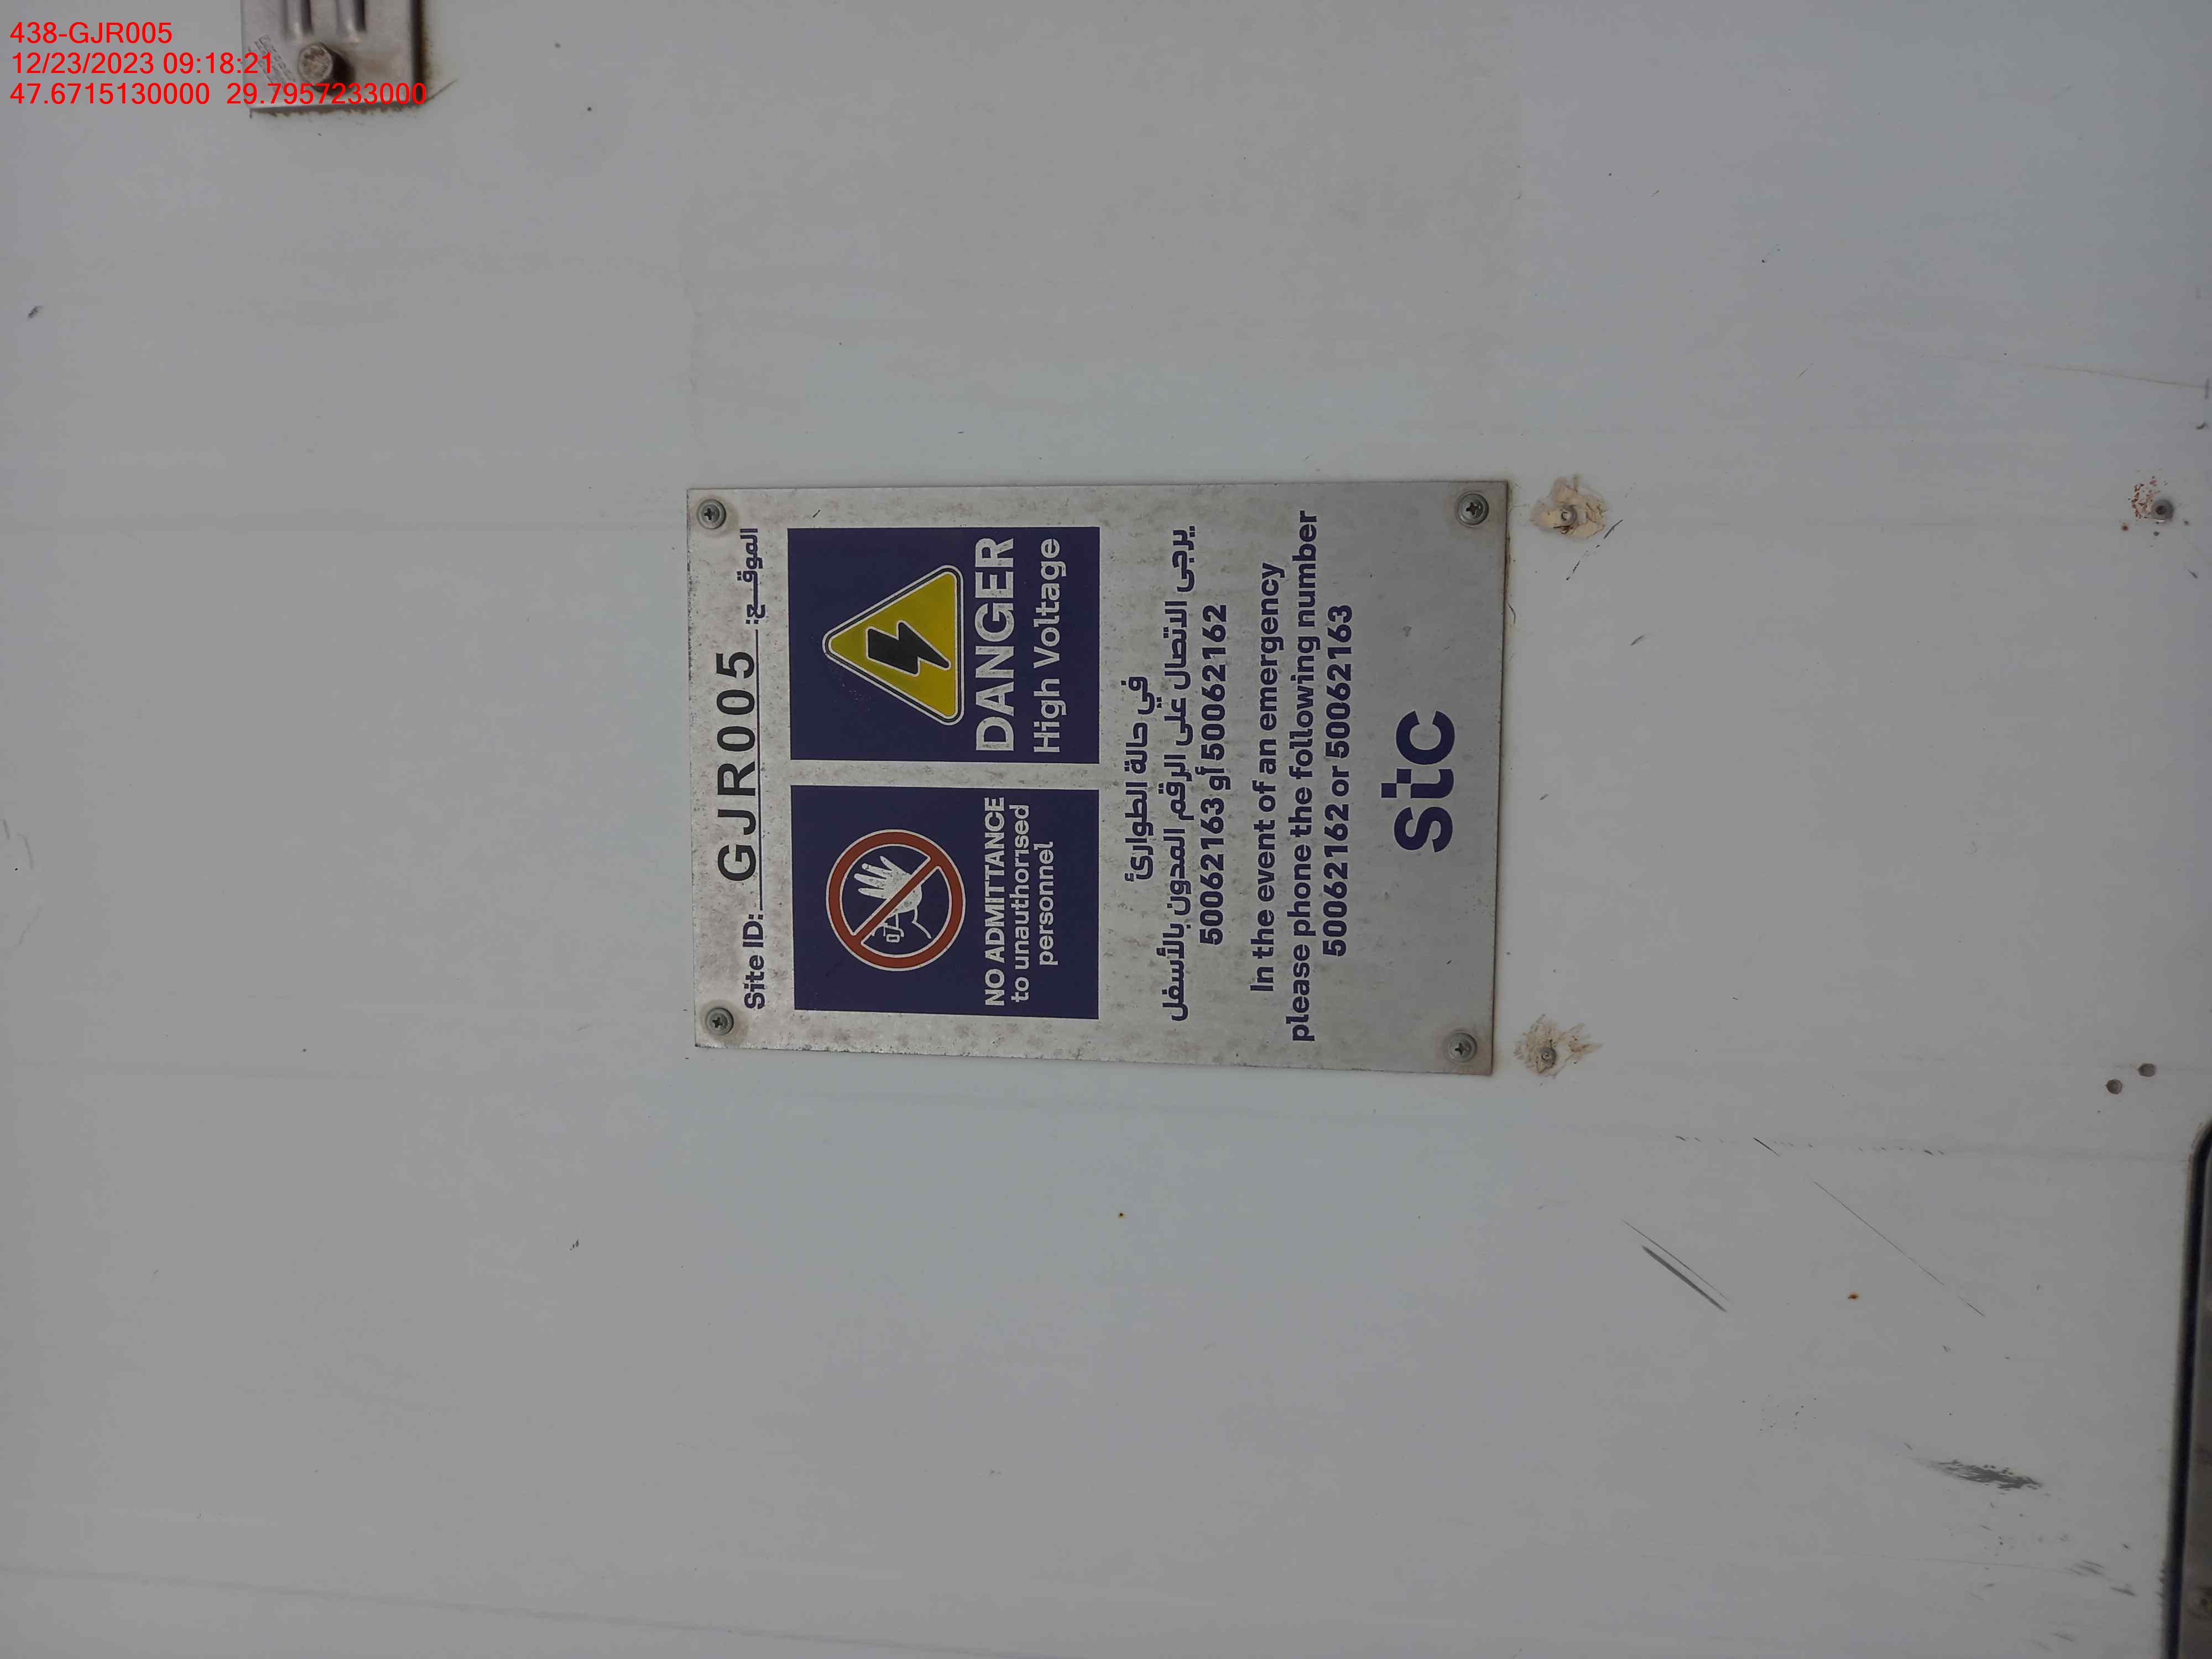 438-GJR005
12/23/2023 09:18:21
47.6715130000 29.7957233000
Site ID: GJR005 الموقع:
NO ADMITTANCE
to unauthorised
personnel
DANGER
High Voltage
في حالة الطوارئ
يرجى الاتصال على الرقم المدون بالأسفل
50062163 أو 50062162
In the event of an emergency
please phone the following number
50062162 or 50062163
stc